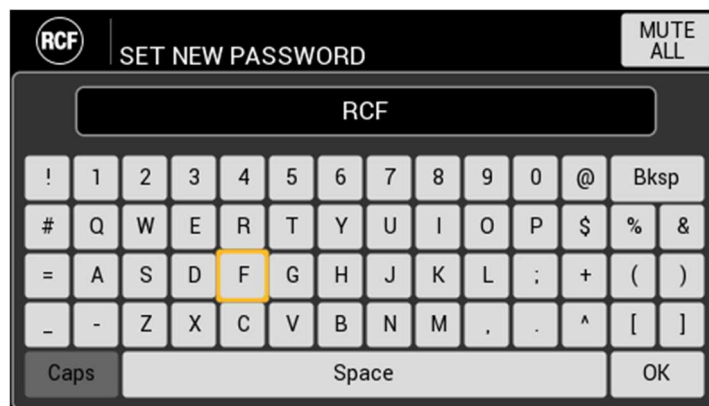 RCF
SET NEW PASSWORD
MUTE
ALL
RCF
! 1 2 3 4 5 6 7 8 9 0 @ Bksp
# Q W E R T Y U I O P $ % &
= A S D F G H J K L ; + ( )
_ - Z X C V B N M , . ^ [ ]
Caps Space OK